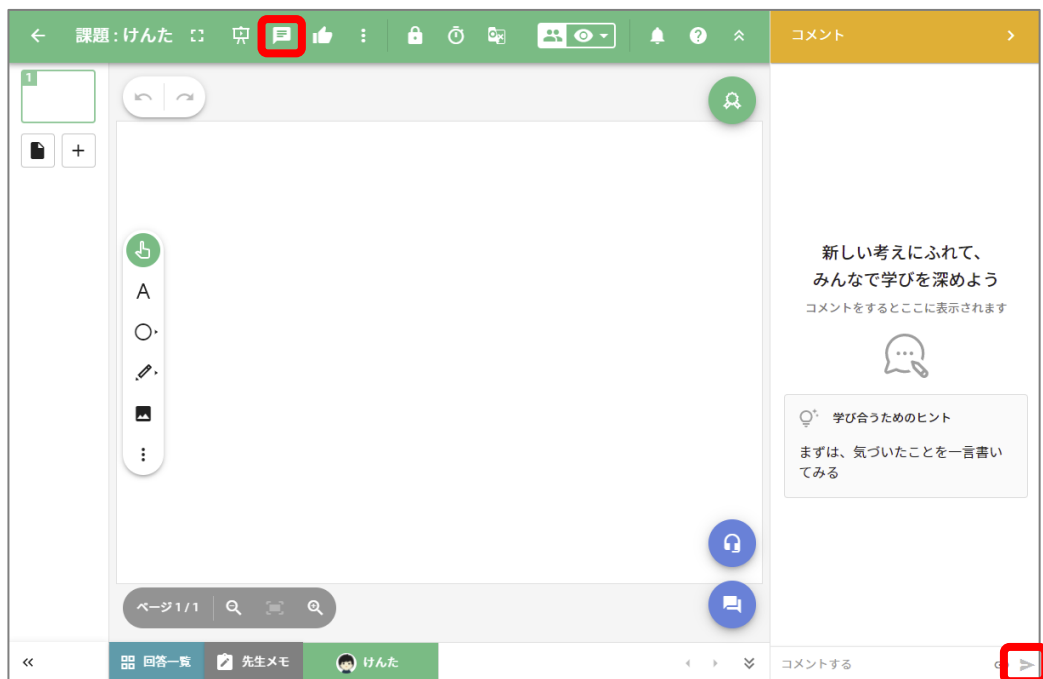 課題:けんた
コメント
1
新しい考えにふれて、
みんなで学びを深めよう
コメントをするとここに表示されます
学び合うためのヒント
まずは、気づいたことを一言書い
てみる
A
ページ 1 / 1
回答一覧
先生メモ
けんた
コメントする